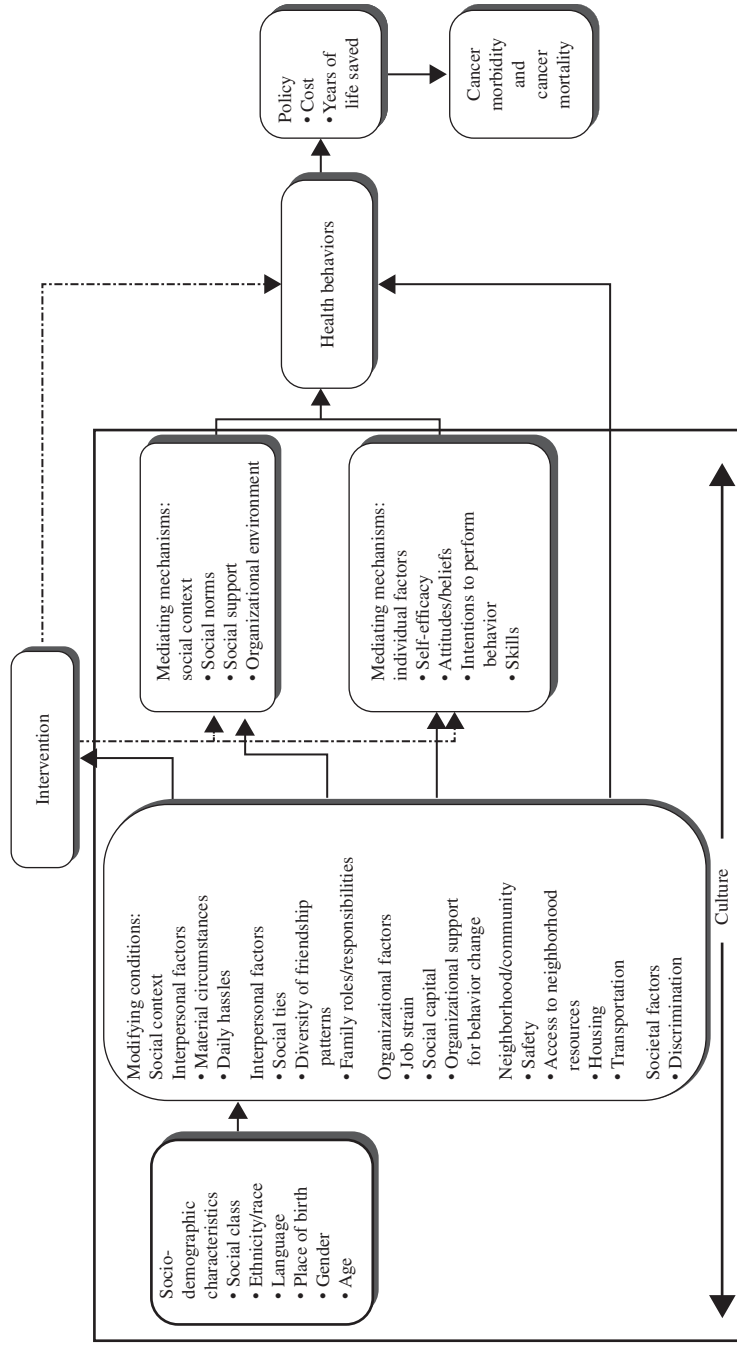 Intervention
Socio-
demographic
characteristics
• Social class
• Ethnicity/race
• Language
• Place of birth
• Gender
• Age
Modifying conditions:
Social context
Interpersonal factors
• Material circumstances
• Daily hassles
Interpersonal factors
• Social ties
• Diversity of friendship
patterns
• Family roles/responsibilities
Organizational factors
• Job strain
• Social capital
• Organizational support
for behavior change
Neighborhood/community
• Safety
• Access to neighborhood
resources
• Housing
• Transportation
Societal factors
• Discrimination
Mediating mechanisms:
social context
• Social norms
• Social support
• Organizational environment
Mediating mechanisms:
individual factors
• Self-efficacy
• Attitudes/beliefs
• Intentions to perform
behavior
• Skills
Health behaviors
Policy
• Cost
• Years of
life saved
Cancer
morbidity
and
cancer
mortality
Culture